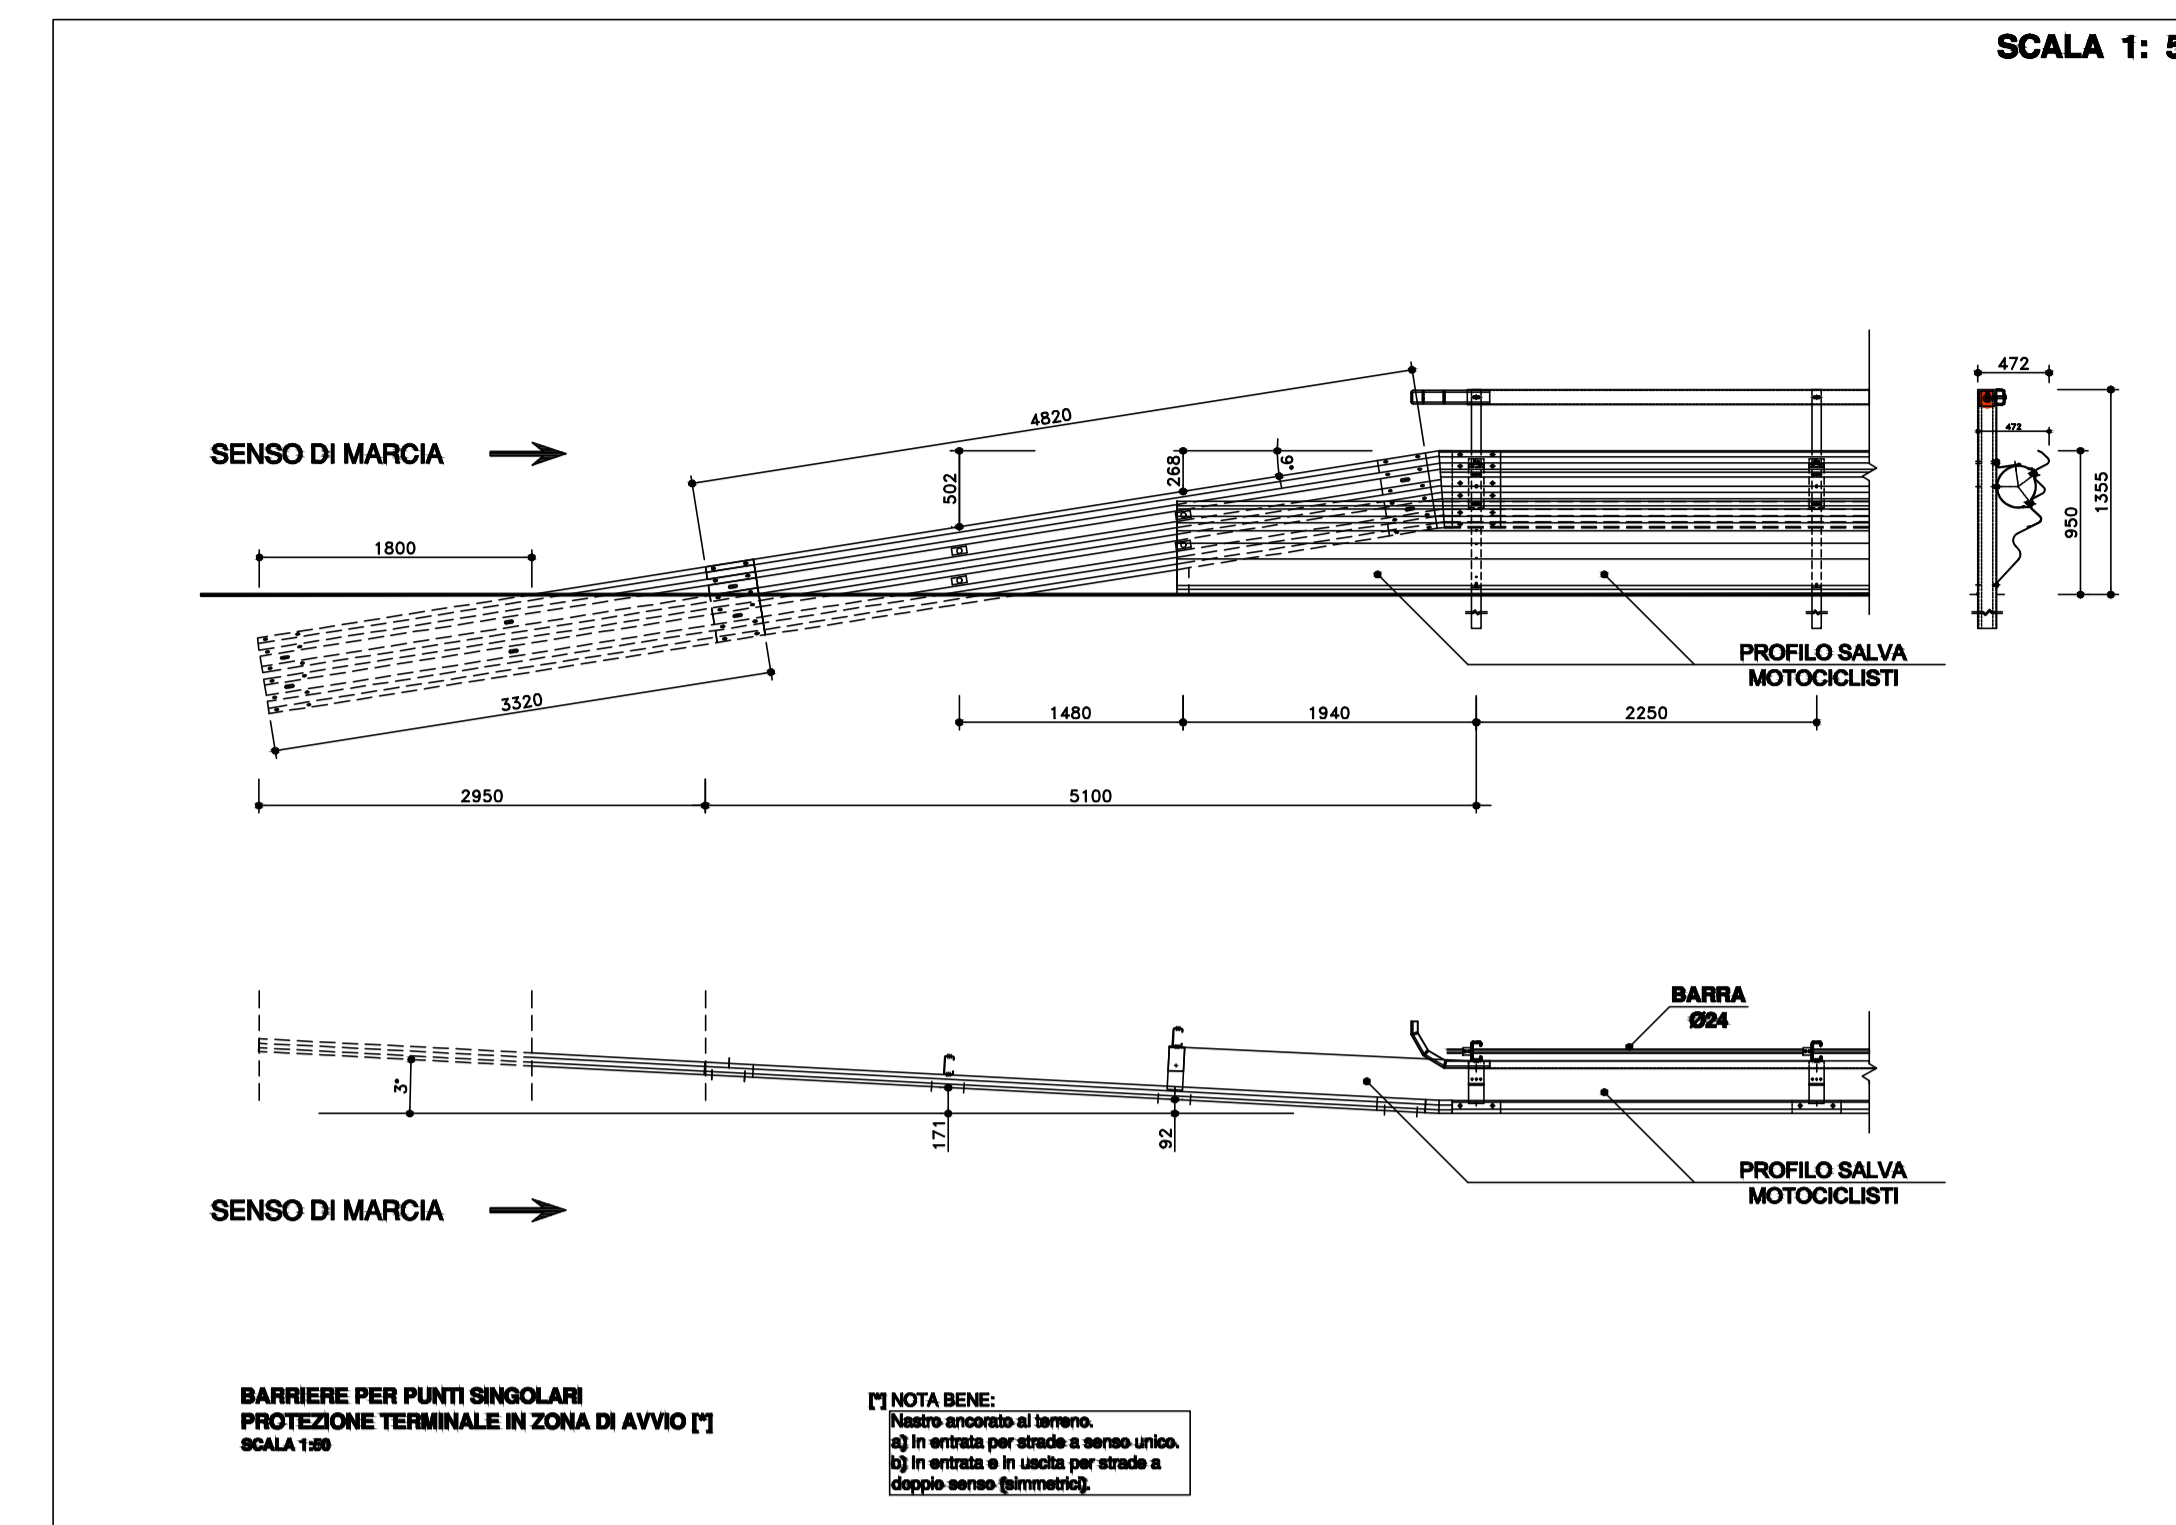 SCALA 1: 5
472
4820
SENSO DI MARCIA
502
268
.6
472
1355
950
1800
PROFILO SALVA
MOTOCICLISTI
3320
1480
1940
2250
2950
5100
BARRA
Ø24
3°
171
92
PROFILO SALVA
MOTOCICLISTI
SENSO DI MARCIA
BARRIERE PER PUNTI SINGOLARI
PROTEZIONE TERMINALE IN ZONA DI AVVIO [*]
SCALA 1:50
[*] NOTA BENE:
Nastro ancorato al terreno.
a) in entrata per strade a senso unico.
b) in entrata e in uscita per strade a
doppio senso (simmetrici).